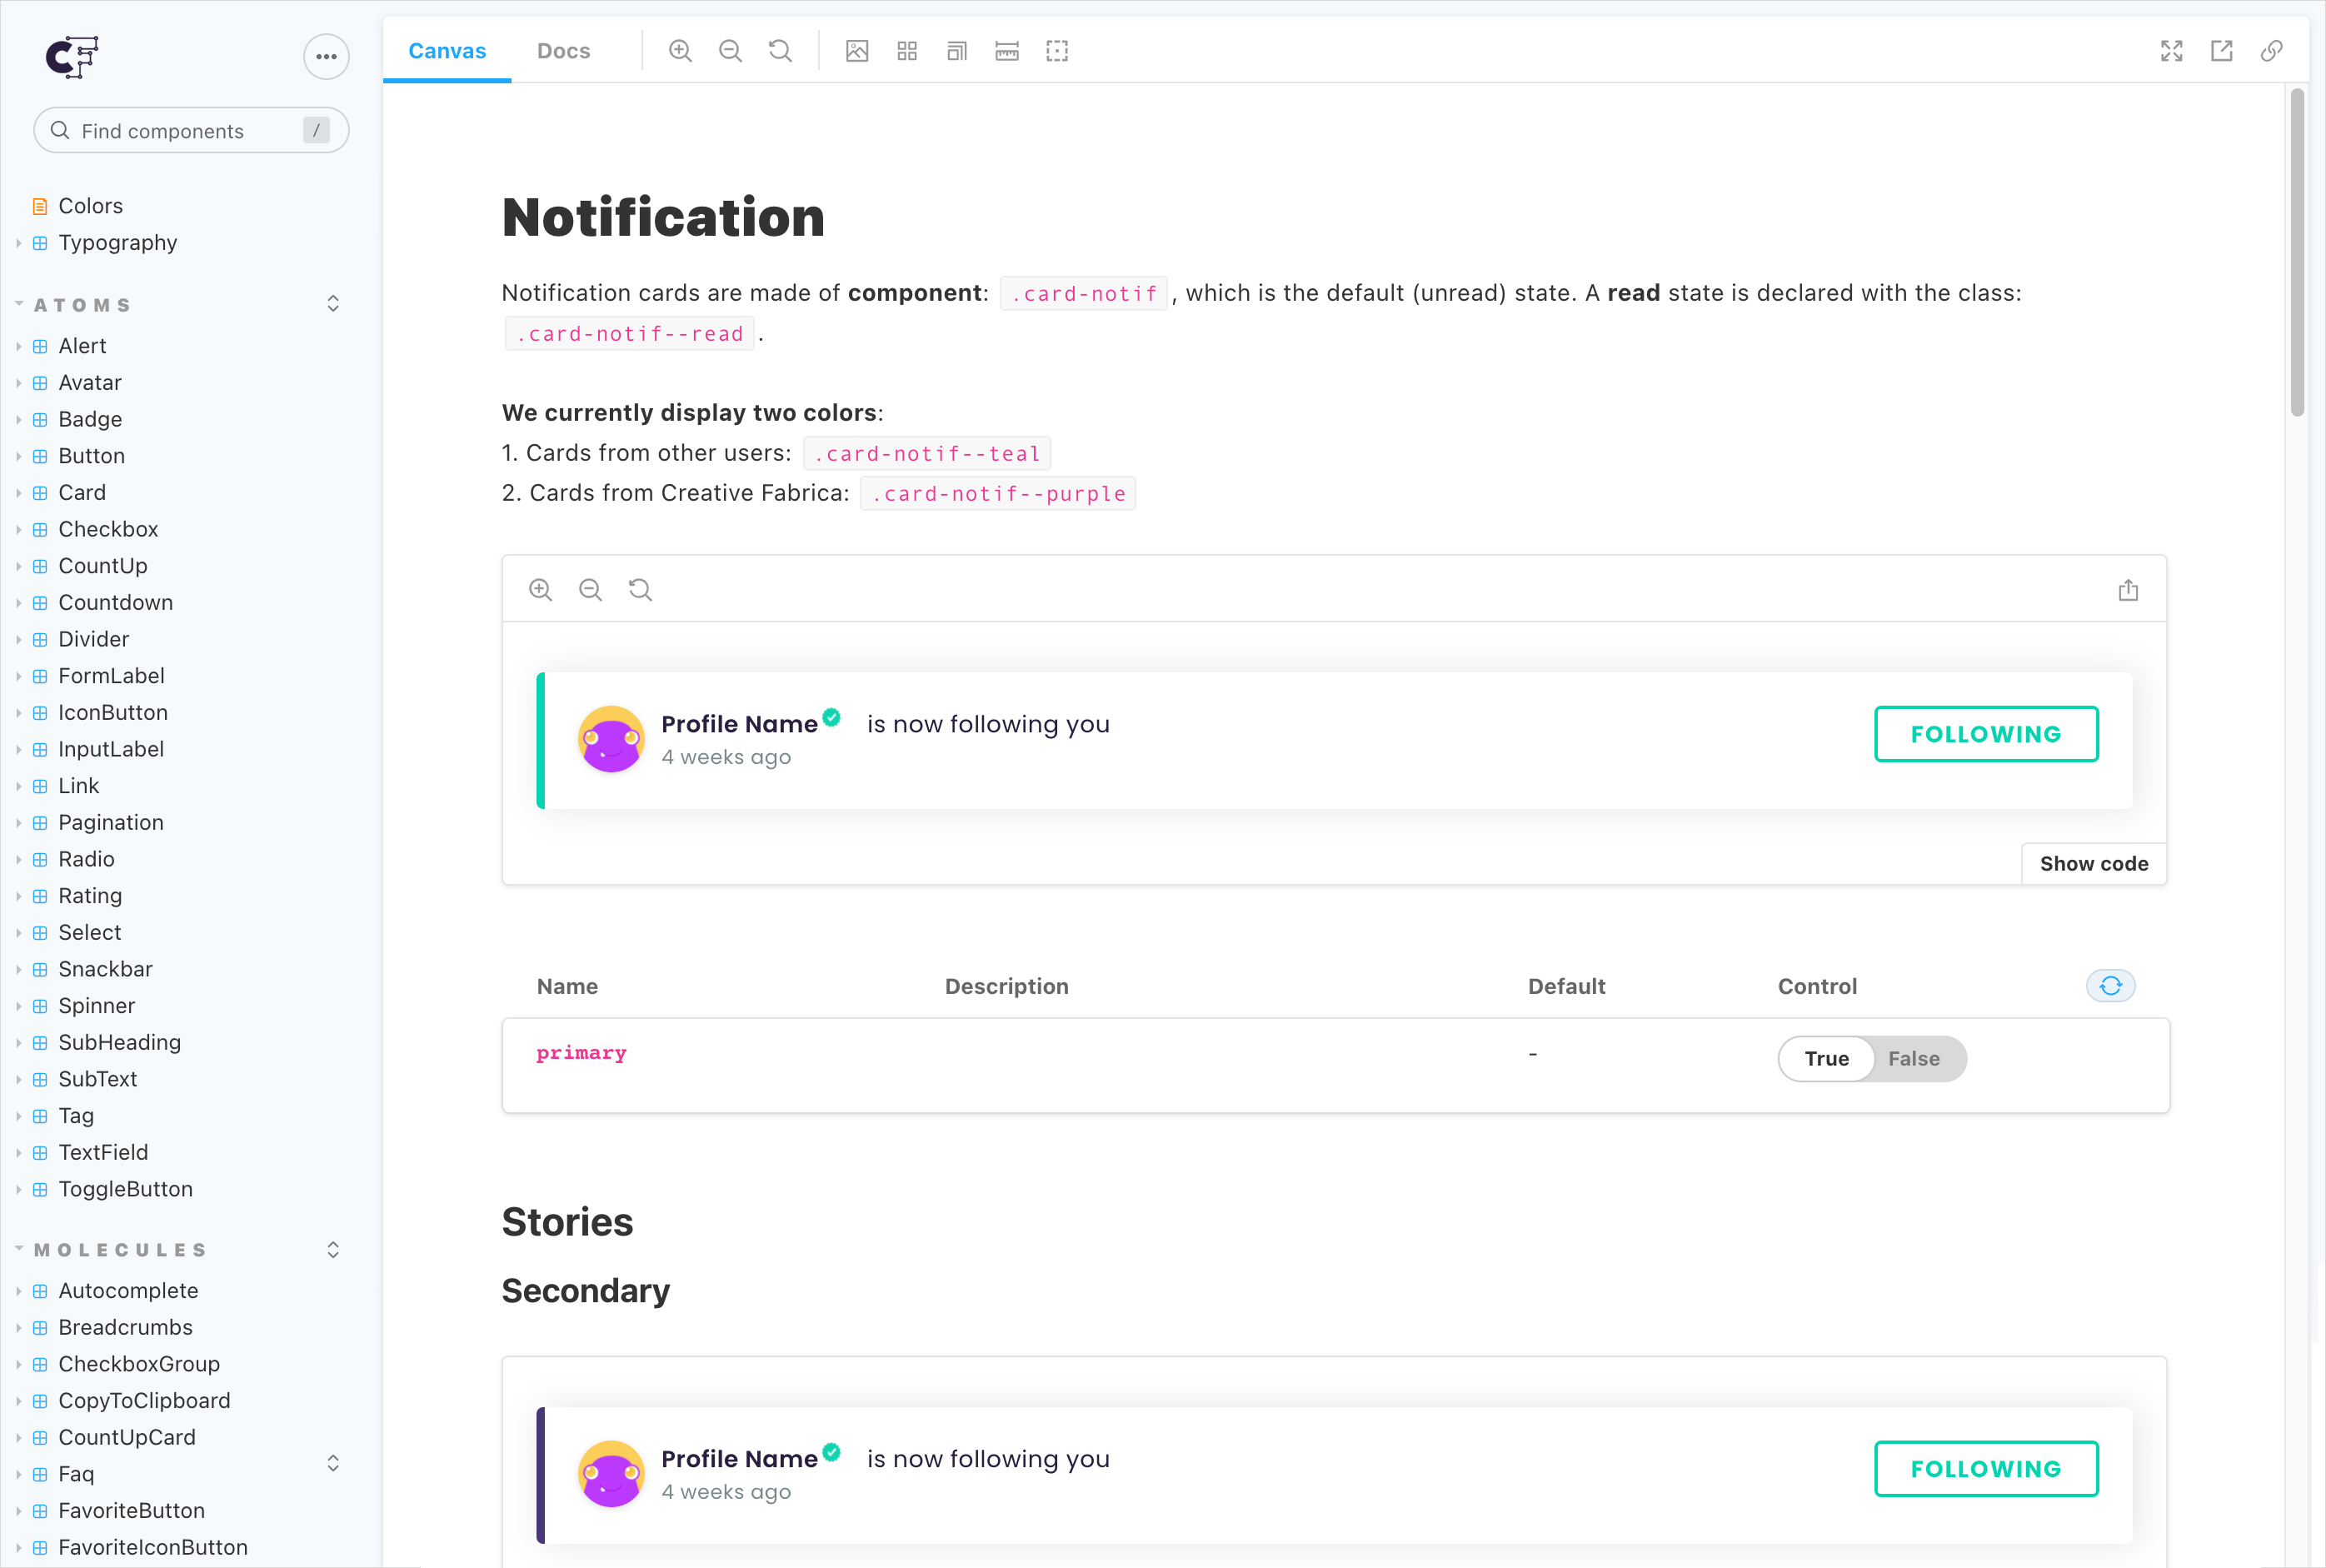 Find components
/
Colors
Typography
ATOMS
Alert
Avatar
Badge
Button
Card
Checkbox
CountUp
Countdown
Divider
FormLabel
IconButton
InputLabel
Link
Pagination
Radio
Rating
Select
Snackbar
Spinner
SubHeading
SubText
Tag
TextField
ToggleButton
MOLECULES
Autocomplete
Breadcrumbs
CheckboxGroup
CopyToClipboard
CountUpCard
Faq
FavoriteButton
FavoriteIconButton
Canvas
Docs
Notification
Notification cards are made of component: .card-notif , which is the default (unread) state. A read state is declared with the class:
.card-notif--read .
We currently display two colors:
1. Cards from other users: .card-notif--teal
2. Cards from Creative Fabrica: .card-notif--purple
Profile Name is now following you
4 weeks ago
FOLLOWING
Show code
Name Description Default Control
primary - True False
Stories
Secondary
Profile Name is now following you
4 weeks ago
FOLLOWING